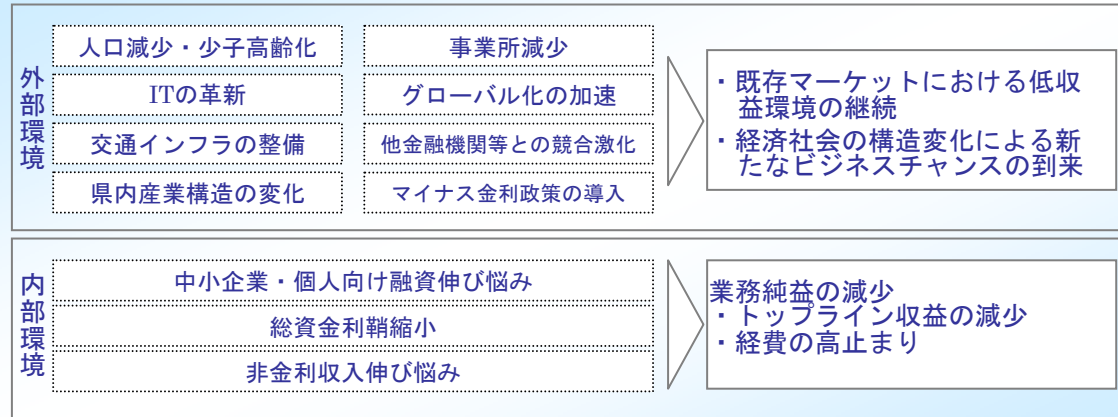 外部環境
人口減少・少子高齢化
事業所減少
ITの革新
グローバル化の加速
交通インフラの整備
他金融機関等との競合激化
県内産業構造の変化
マイナス金利政策の導入
・既存マーケットにおける低収
益環境の継続
・経済社会の構造変化による新
たなビジネスチャンスの到来
内部環境
中小企業・個人向け融資伸び悩み
総資金利鞘縮小
非金利収入伸び悩み
業務純益の減少
・トップライン収益の減少
・経費の高止まり